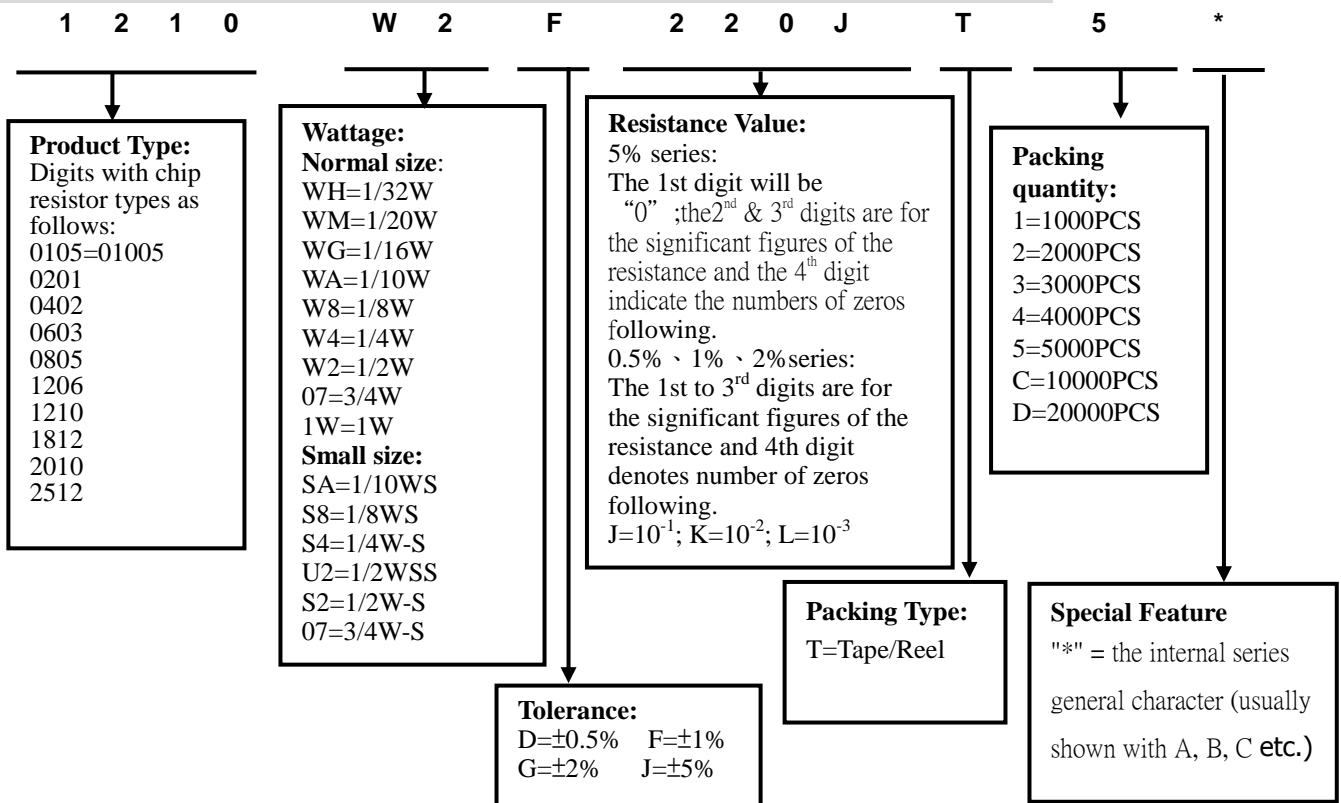 1 2 1 0 W 2 F 2 2 0 J T 5 *
Product Type:
Digits with chip
resistor types as
follows:
0105=01005
0201
0402
0603
0805
1206
1210
1812
2010
2512
Wattage:
Normal size:
WH=1/32W
WM=1/20W
WG=1/16W
WA=1/10W
W8=1/8W
W4=1/4W
W2=1/2W
07=3/4W
1W=1W
Small size:
SA=1/10WS
S8=1/8WS
S4=1/4W-S
U2=1/2WSS
S2=1/2W-S
07=3/4W-S
Tolerance:
D=±0.5% F=±1%
G=±2% J=±5%
Resistance Value:
5% series:
The 1st digit will be
“0” ;the2nd & 3rd digits are for
the significant figures of the
resistance and the 4th digit
indicate the numbers of zeros
following.
0.5%、1%、2%series:
The 1st to 3rd digits are for
the significant figures of the
resistance and 4th digit
denotes number of zeros
following.
J=10-1; K=10-2; L=10-3
Packing Type:
T=Tape/Reel
Packing
quantity:
1=1000PCS
2=2000PCS
3=3000PCS
4=4000PCS
5=5000PCS
C=10000PCS
D=20000PCS
Special Feature
"*" = the internal series
general character (usually
shown with A, B, C etc.)